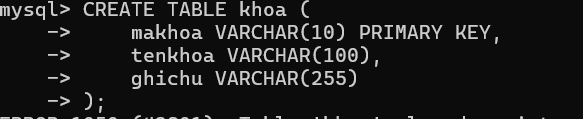 mysql> CREATE TABLE khoa (
    ->     makhoa VARCHAR(10) PRIMARY KEY,
    ->     tenkhoa VARCHAR(100),
    ->     ghichu VARCHAR(255)
    -> );